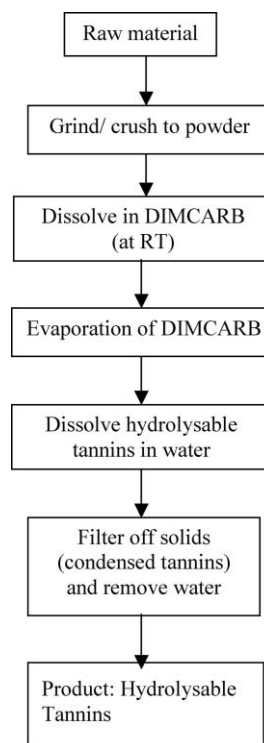 Raw material
Grind/ crush to powder
Dissolve in DIMCARB
(at RT)
Evaporation of DIMCARB
Dissolve hydrolysable
tannins in water
Filter off solids
(condensed tannins)
and remove water
Product: Hydrolysable
Tannins